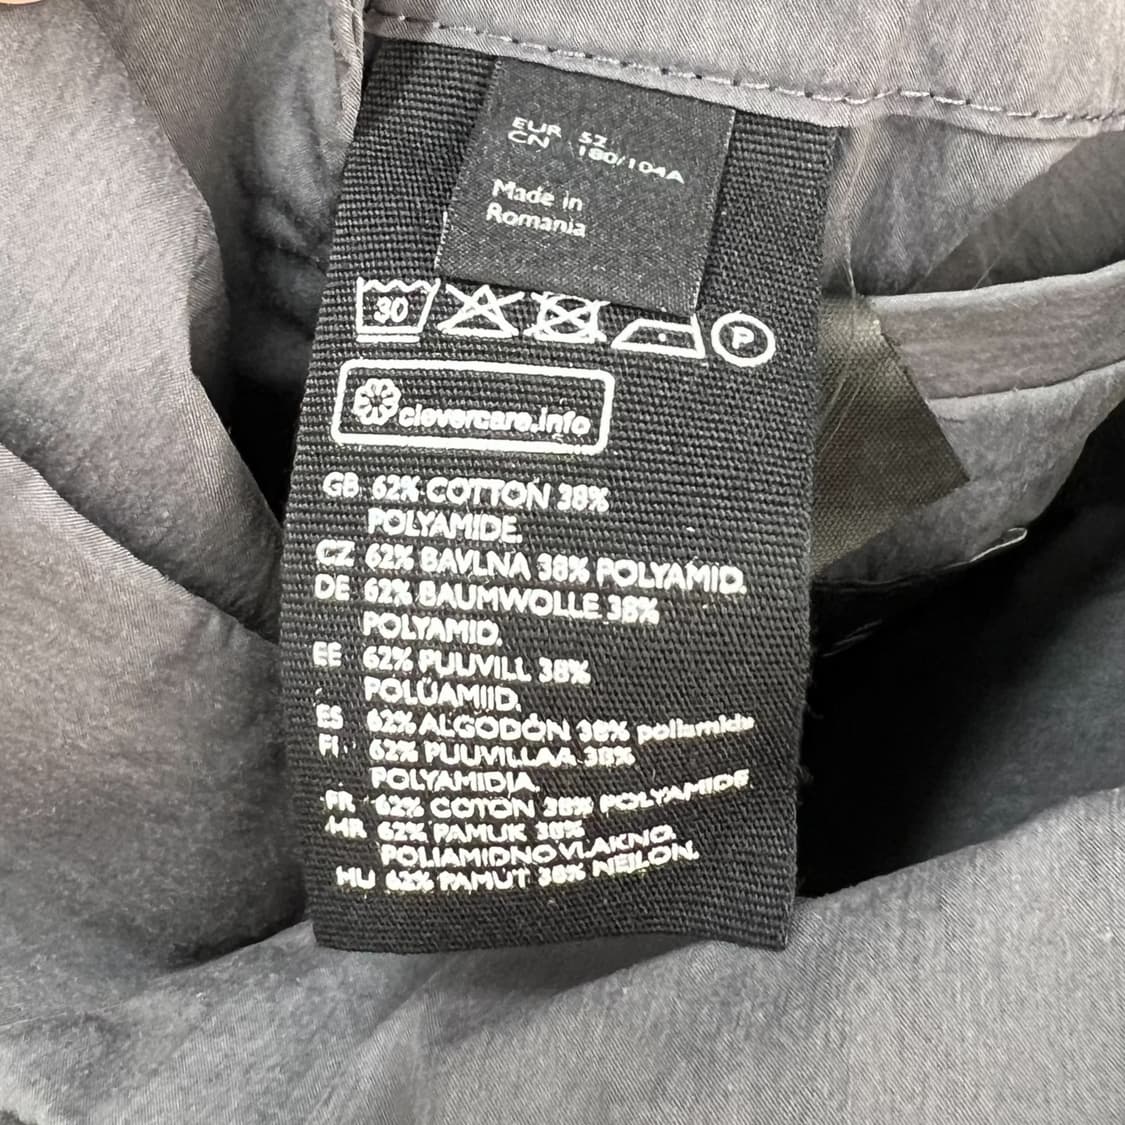 EUR 52
CN 180/104A
Made in
Romania
30
P
clevercare.info
GB 62% COTTON 38%
POLYAMIDE.
CZ 62% BAVLNA 38% POLYAMID.
DE 62% BAUMWOLLE 38%
POLYAMID.
EE 62% PUUVILL 38%
POLÜAMIID.
ES 62% ALGODÓN 38% poliamida
FI 62% PUUVILLAA 38%
POLYAMIDIA.
FR 62% COTON 38% POLYAMIDE
HR 62% PAMUK 38%
POLIAMIDNO VLAKNO.
HU 62% PAMUT 38% NEJLON.